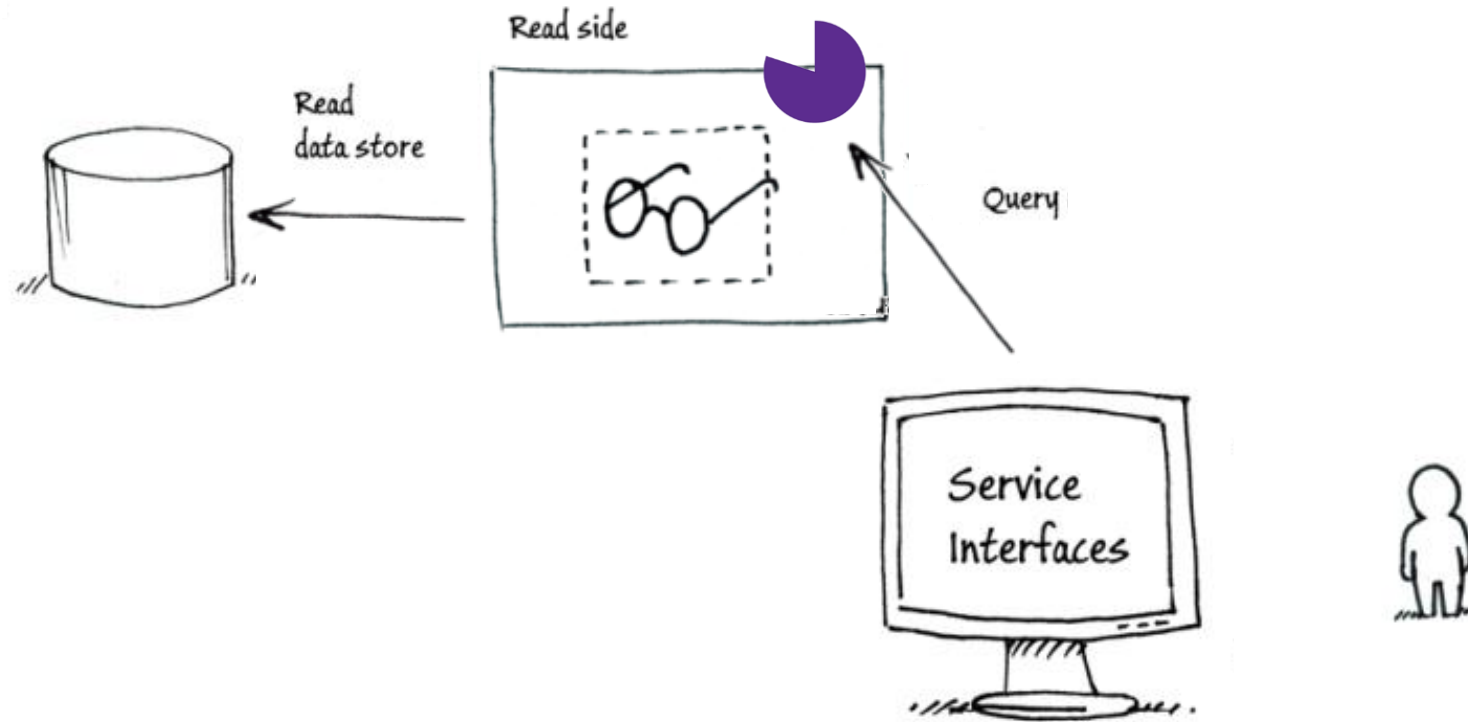 Read side
Read
data store
Query
Service
Interfaces